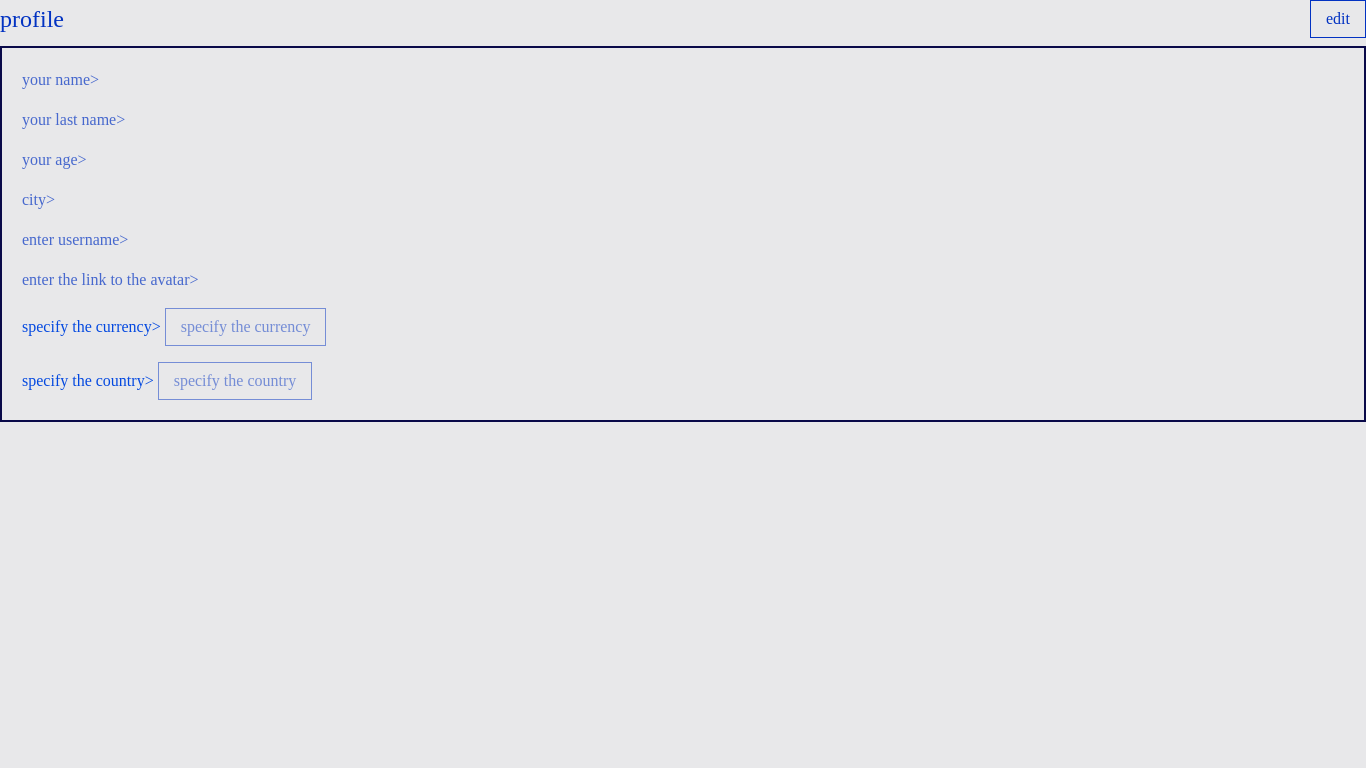 profile
edit
your name>
your last name>
your age>
city>
enter username>
enter the link to the avatar>
specify the currency> specify the currency
specify the country> specify the country